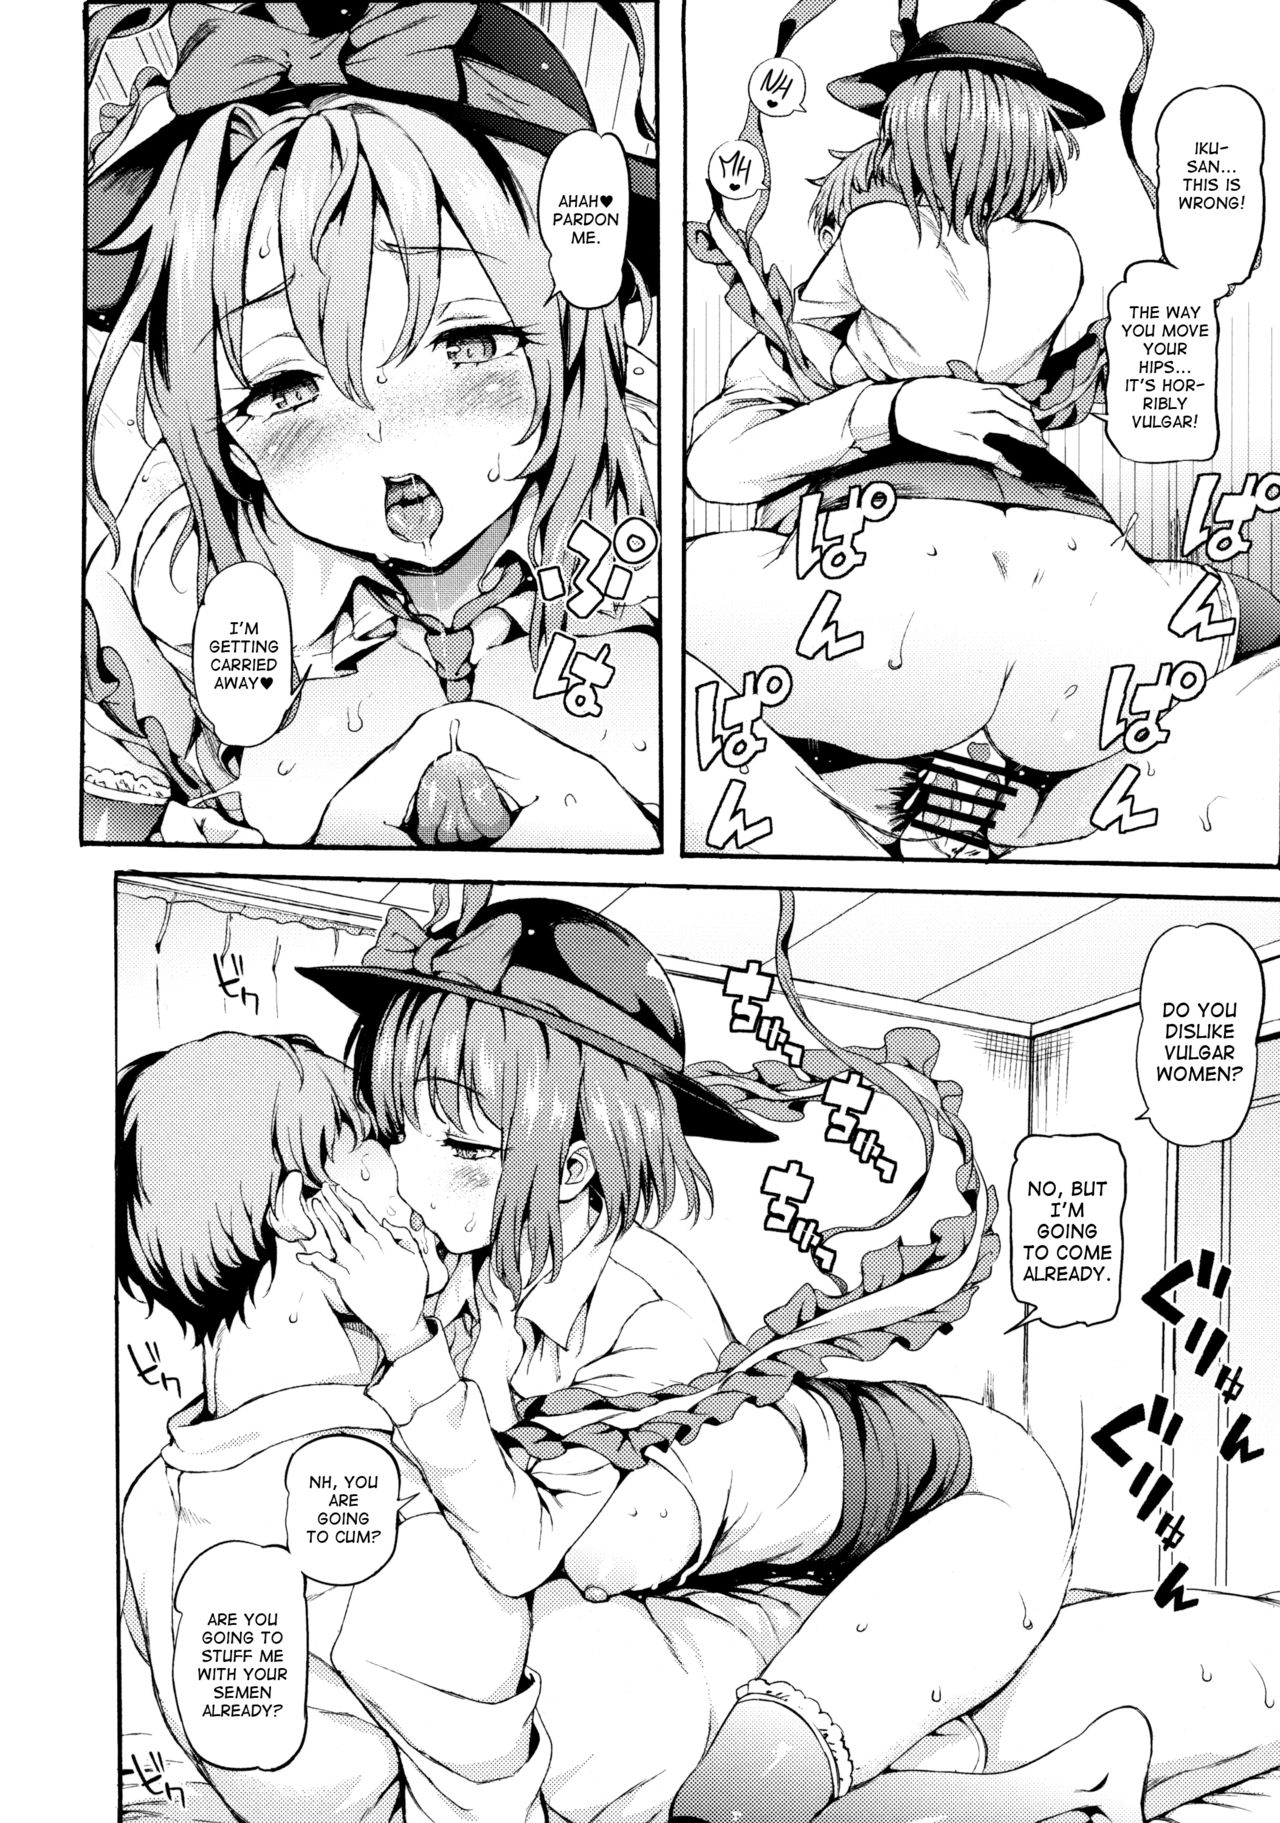 IKU-
SAN...
THIS IS
WRONG!
THE WAY
YOU MOVE
YOUR
HIPS...
IT'S HOR-
RIBLY
VULGAR!
NH
♥
MH
♥
ぱん
ぱん
ぱん
ぱん
AHAH♥
PARDON
ME.
I'M
GETTING
CARRIED
AWAY♥
ぷ
は
DO YOU
DISLIKE
VULGAR
WOMEN?
NO, BUT
I'M
GOING
TO COME
ALREADY.
ちゅっ
ちゅっ
ちゅっ
ぐりゅん
ぐりゅん
ビク
ビク
ビク
NH, YOU
ARE
GOING
TO CUM?
ARE YOU
GOING TO
STUFF ME
WITH YOUR
SEMEN
ALREADY?